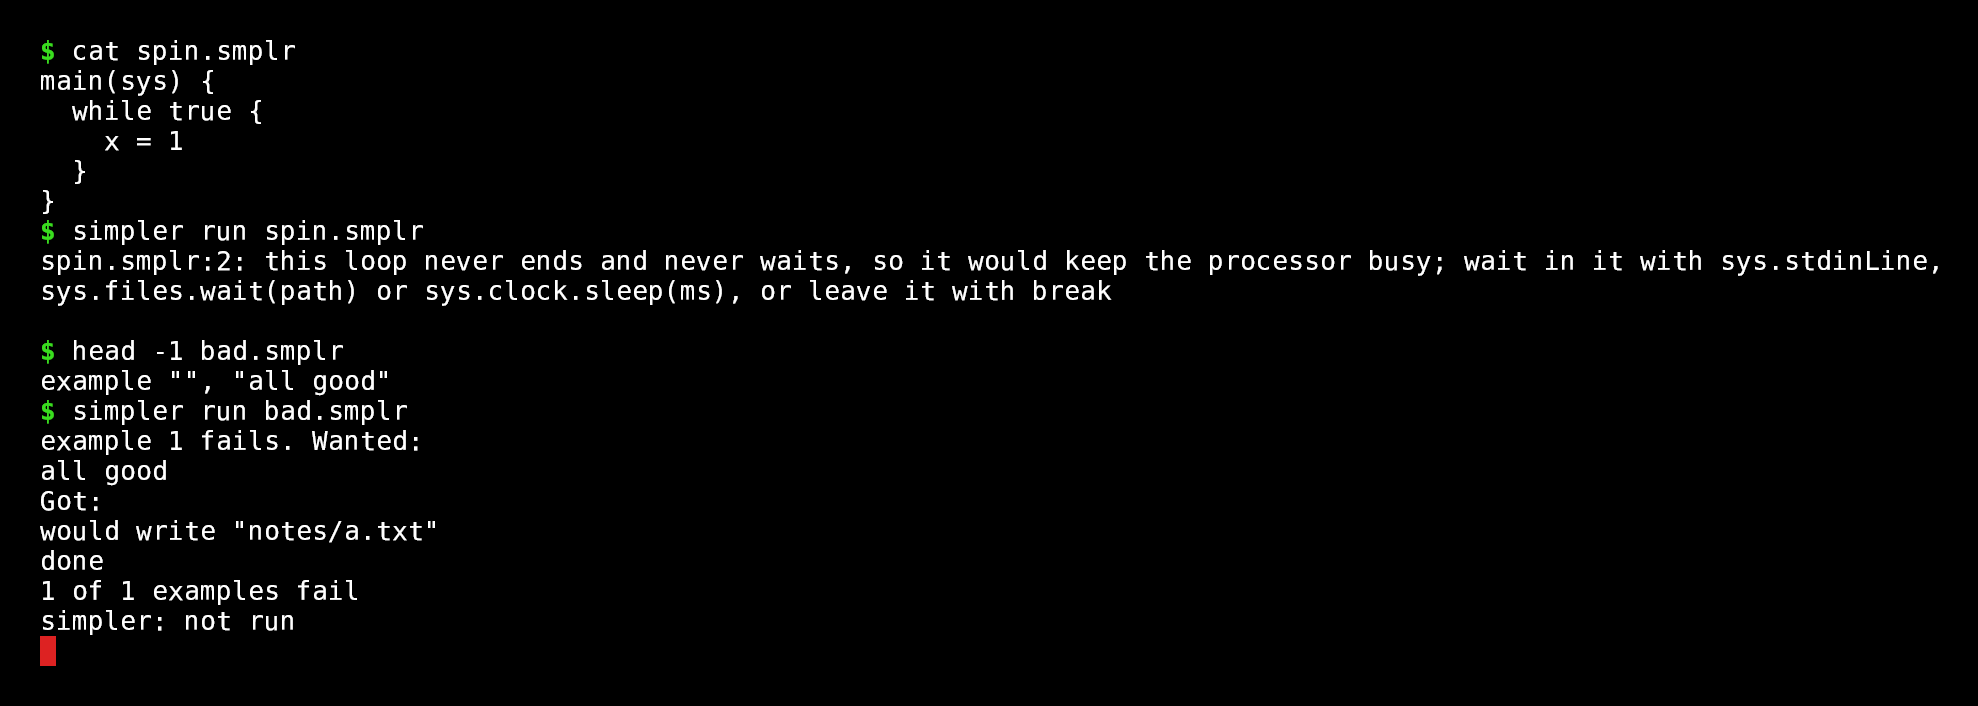 $ cat spin.smplr
main(sys) {
  while true {
    x = 1
  }
}
$ simpler run spin.smplr
spin.smplr:2: this loop never ends and never waits, so it would keep the processor busy; wait in it with sys.stdinLine,
sys.files.wait(path) or sys.clock.sleep(ms), or leave it with break

$ head -1 bad.smplr
example "", "all good"
$ simpler run bad.smplr
example 1 fails. Wanted:
all good
Got:
would write "notes/a.txt"
done
1 of 1 examples fail
simpler: not run